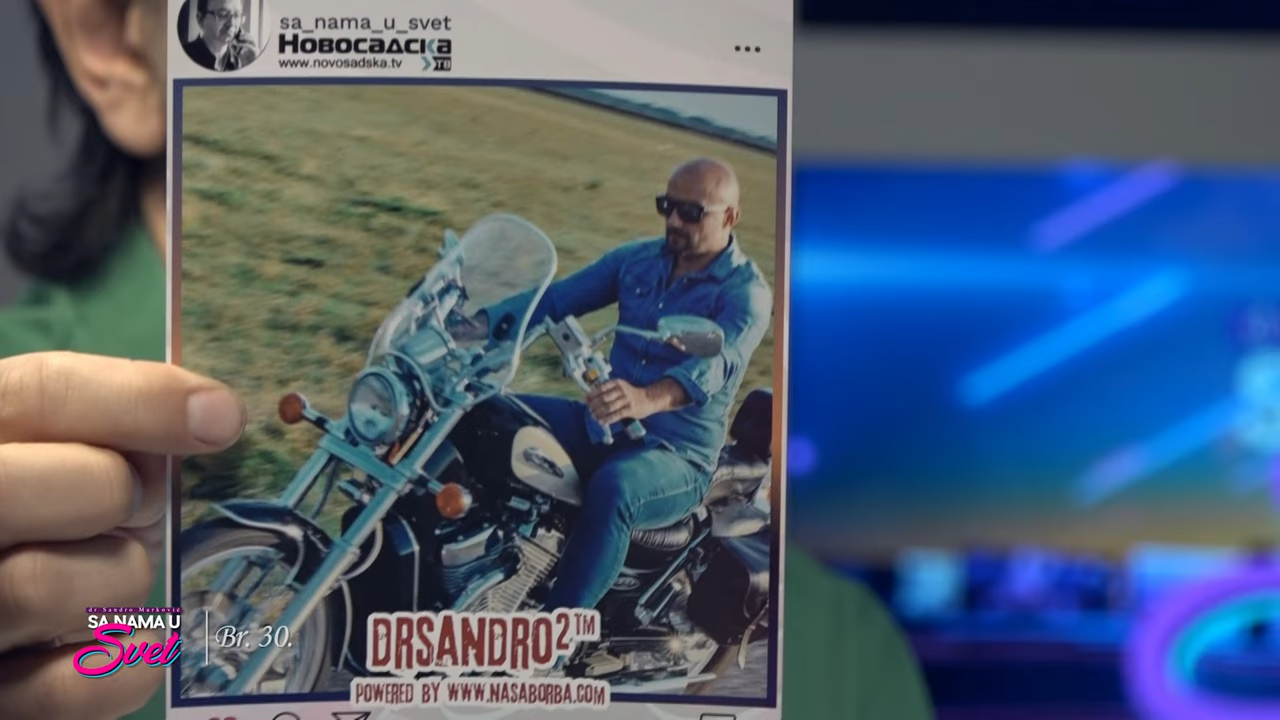 sa_nama_u_svet
Новосадска
www.novosadska.tv
ТВ
DRSANDRO²™
POWERED BY WWW.NASABORBA.COM
dr Sandro Marković
SA NAMA U
Svet
Br. 30.